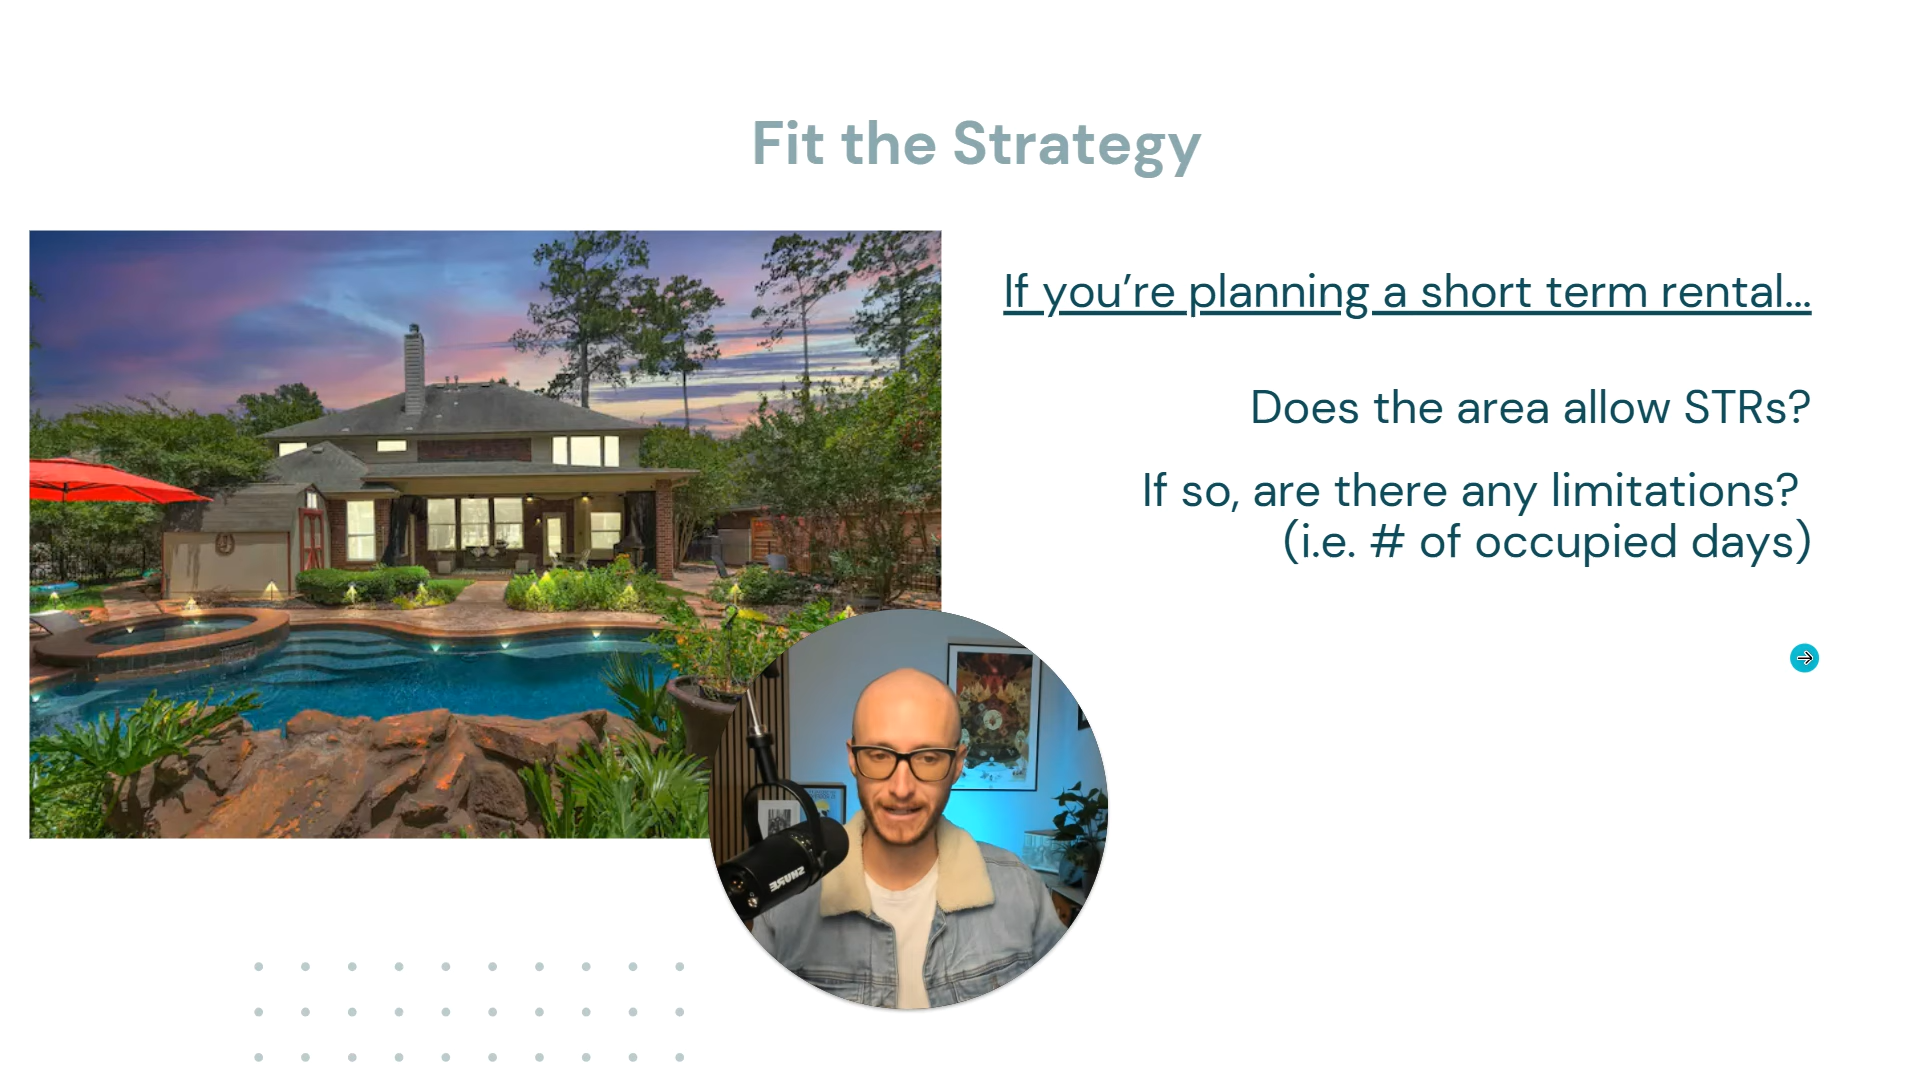 Fit the Strategy
If you’re planning a short term rental...
Does the area allow STRs?
If so, are there any limitations?
(i.e. # of occupied days)
SHURE